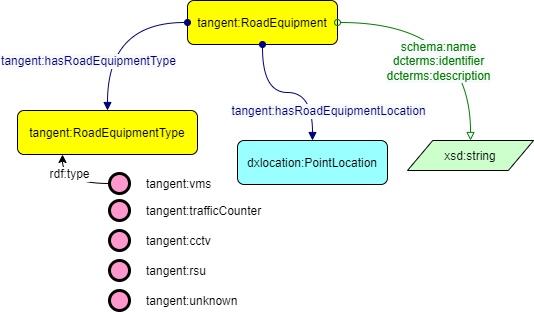 tangent:RoadEquipment
schema:name
dcterms:identifier
dcterms:description
tangent:hasRoadEquipmentType
tangent:hasRoadEquipmentLocation
tangent:RoadEquipmentType
dxlocation:PointLocation
xsd:string
rdf:type
tangent:vms
tangent:trafficCounter
tangent:cctv
tangent:rsu
tangent:unknown